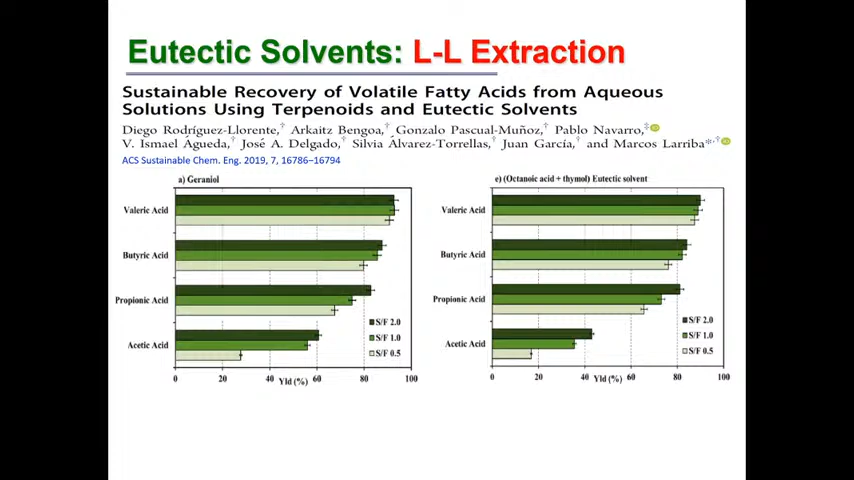 Eutectic Solvents: L-L Extraction
Sustainable Recovery of Volatile Fatty Acids from Aqueous
Solutions Using Terpenoids and Eutectic Solvents
Diego Rodríguez-Llorente,† Arkaitz Bengoa,† Gonzalo Pascual-Muñoz,† Pablo Navarro,‡
V. Ismael Águeda,† José A. Delgado,† Silvia Álvarez-Torrellas,† Juan García,† and Marcos Larriba*,†
ACS Sustainable Chem. Eng. 2019, 7, 16786−16794
a) Geraniol
Valeric Acid
Butyric Acid
Propionic Acid
Acetic Acid
S/F 2.0
S/F 1.0
S/F 0.5
0 20 40 60 80 100
Yld (%)
e) (Octanoic acid + thymol) Eutectic solvent
Valeric Acid
Butyric Acid
Propionic Acid
Acetic Acid
S/F 2.0
S/F 1.0
S/F 0.5
0 20 40 60 80 100
Yld (%)